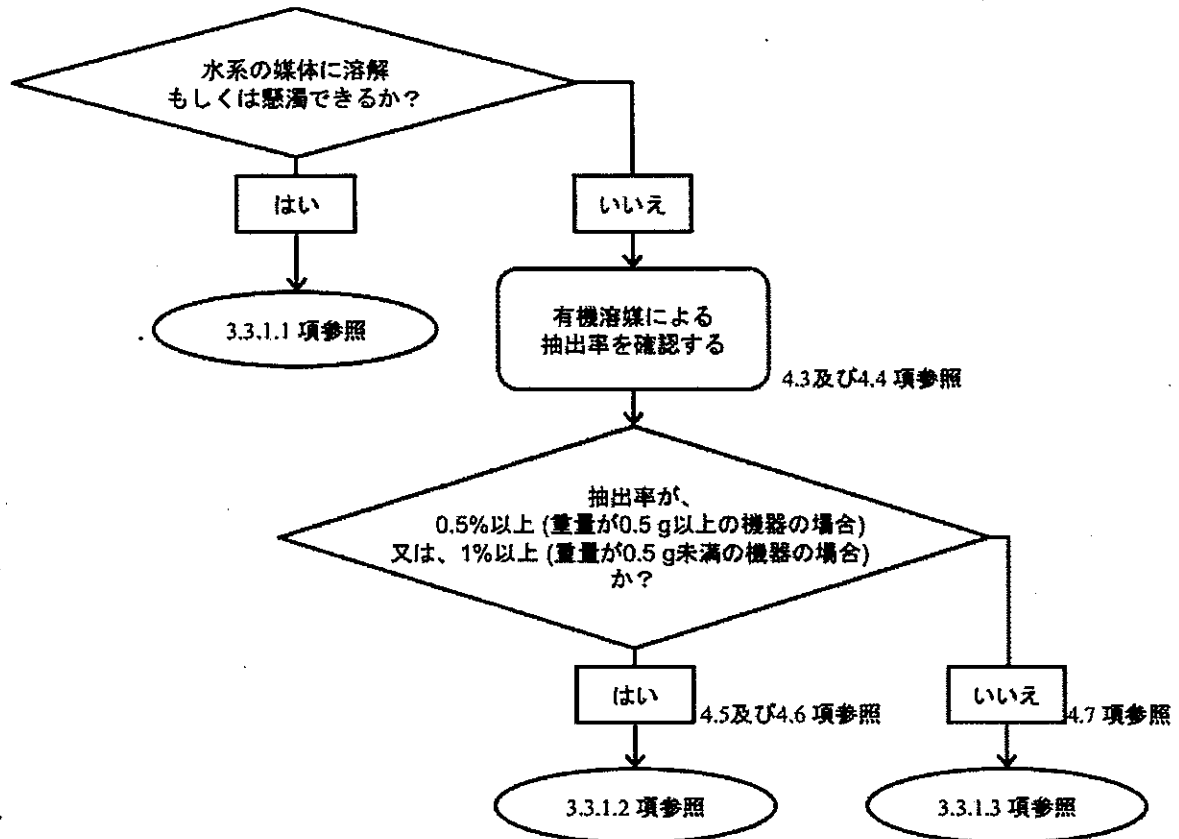 水系の媒体に溶解
もしくは懸濁できるか？
はい
いいえ
3.3.1.1 項参照
有機溶媒による
抽出率を確認する
4.3及び4.4 項参照
抽出率が、
0.5%以上 (重量が0.5 g以上の機器の場合)
又は、1%以上 (重量が0.5 g未満の機器の場合)
か？
はい
4.5及び4.6 項参照
いいえ
4.7 項参照
3.3.1.2 項参照
3.3.1.3 項参照